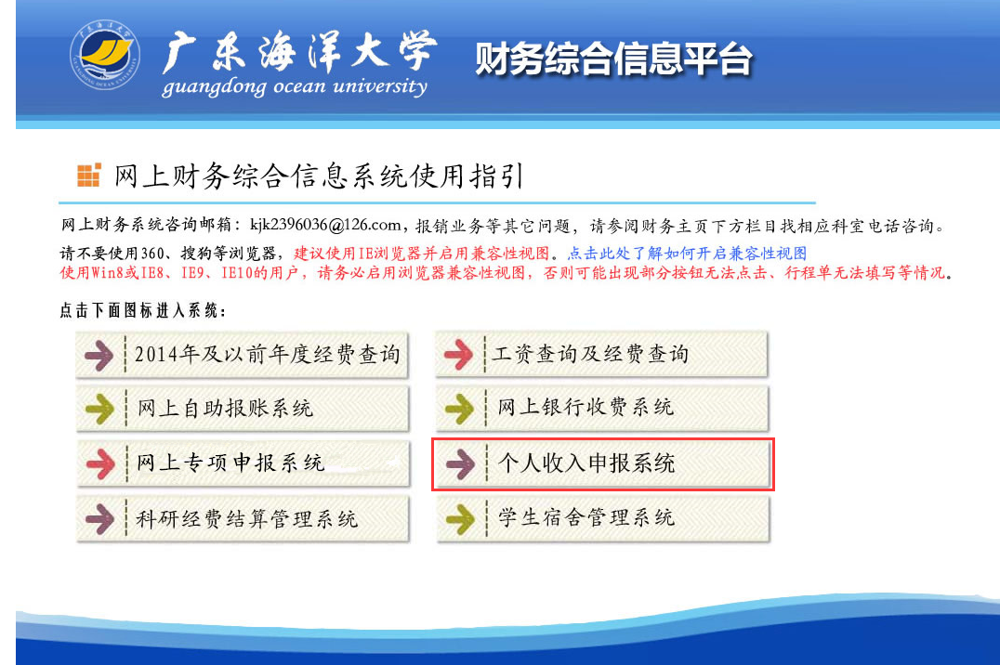 广东海洋大学
guangdong ocean university
财务综合信息平台
网上财务综合信息系统使用指引
网上财务系统咨询邮箱：kjk2396036@126.com，报销业务等其它问题，请参阅财务主页下方栏目找相应科室电话咨询。
请不要使用360、搜狗等浏览器，建议使用IE浏览器并启用兼容性视图。点击此处了解如何开启兼容性视图
使用Win8或IE8、IE9、IE10的用户，请务必启用浏览器兼容性视图，否则可能出现部分按钮无法点击、行程单无法填写等情况。
点击下面图标进入系统：
2014年及以前年度经费查询
工资查询及经费查询
网上自助报账系统
网上银行收费系统
网上专项申报系统
个人收入申报系统
科研经费结算管理系统
学生宿舍管理系统